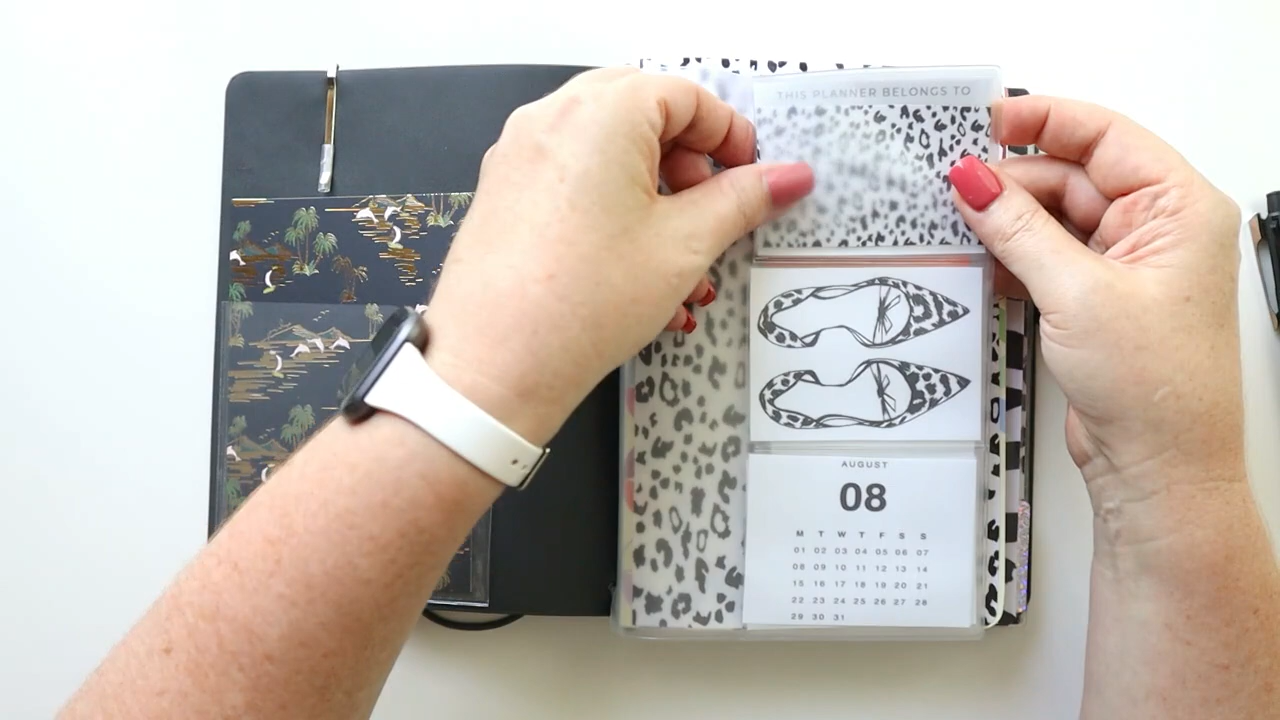 THIS PLANNER BELONGS TO
AUGUST
08
M T W T F S S
01 02 03 04 05 06 07
08 09 10 11 12 13 14
15 16 17 18 19 20 21
22 23 24 25 26 27 28
29 30 31